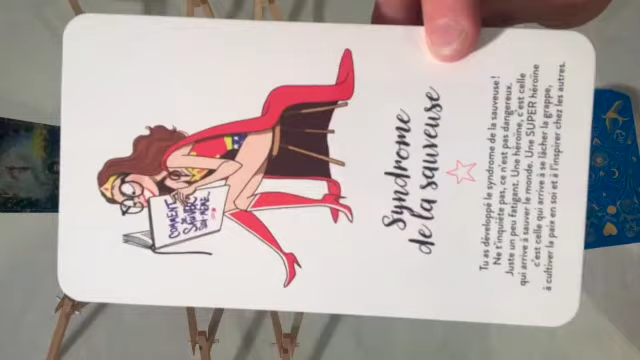 COMMENT
SAUVER
Syndrome
de la sauveuse
Tu as développé le syndrome de la sauveuse !
Ne t'inquiète pas, ce n'est pas dangereux.
Juste un peu fatigant. Une héroïne, c'est celle
qui arrive à sauver le monde. Une SUPER héroïne
c'est celle qui arrive à se lâcher la grappe,
à cultiver la paix en soi et à l'inspirer chez les autres.